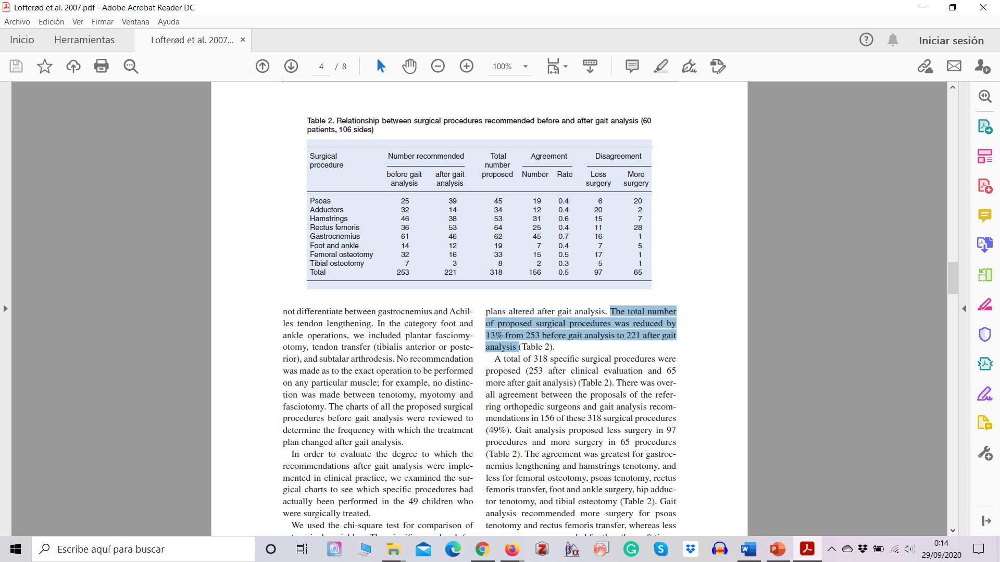 Lofterød et al. 2007.pdf - Adobe Acrobat Reader DC
Archivo Edición Ver Firmar Ventana Ayuda
Inicio Herramientas Lofterød et al. 2007... × Iniciar sesión
4 / 8 100%
Table 2. Relationship between surgical procedures recommended before and after gait analysis (60
patients, 106 sides)
Surgical Number recommended Total Agreement Disagreement
procedure number
before gait after gait proposed Number Rate Less More
analysis analysis surgery surgery
Psoas 25 39 45 19 0.4 6 20
Adductors 32 14 34 12 0.4 20 2
Hamstrings 46 38 53 31 0.6 15 7
Rectus femoris 36 53 64 25 0.4 11 28
Gastrocnemius 61 46 62 45 0.7 16 1
Foot and ankle 14 12 19 7 0.4 7 5
Femoral osteotomy 32 16 33 15 0.5 17 1
Tibial osteotomy 7 3 8 2 0.3 5 1
Total 253 221 318 156 0.5 97 65
not differentiate between gastrocnemius and Achil-
les tendon lengthening. In the category foot and
ankle operations, we included plantar fasciomy-
otomy, tendon transfer (tibialis anterior or poste-
rior), and subtalar arthrodesis. No recommendation
was made as to the exact operation to be performed
on any particular muscle; for example, no distinc-
tion was made between tenotomy, myotomy and
fasciotomy. The charts of all the proposed surgical
procedures before gait analysis were reviewed to
determine the frequency with which the treatment
plan changed after gait analysis.
In order to evaluate the degree to which the
recommendations after gait analysis were imple-
mented in clinical practice, we examined the sur-
gical charts to see which specific procedures had
actually been performed in the 49 children who
were surgically treated.
We used the chi-square test for comparison of
plans altered after gait analysis. The total number
of proposed surgical procedures was reduced by
13% from 253 before gait analysis to 221 after gait
analysis (Table 2).
A total of 318 specific surgical procedures were
proposed (253 after clinical evaluation and 65
more after gait analysis) (Table 2). There was over-
all agreement between the proposals of the refer-
ring orthopedic surgeons and gait analysis recom-
mendations in 156 of these 318 surgical procedures
(49%). Gait analysis proposed less surgery in 97
procedures and more surgery in 65 procedures
(Table 2). The agreement was greatest for gastroc-
nemius lengthening and hamstrings tenotomy, and
less for femoral osteotomy, psoas tenotomy, rectus
femoris transfer, foot and ankle surgery, hip adduc-
tor tenotomy, and tibial osteotomy (Table 2). Gait
analysis recommended more surgery for psoas
tenotomy and rectus femoris transfer, whereas less
Escribe aquí para buscar
0:14
29/09/2020